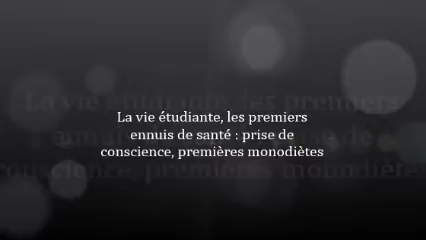 La vie étudiante, les premiers
ennuis de santé : prise de
conscience, premières monodiètes